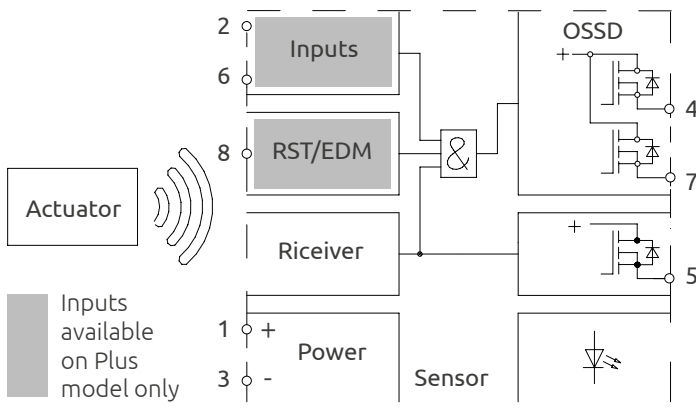 2
Inputs
OSSD
+
6
4
8
RST/EDM
&
7
Actuator
Riceiver
+
5
Inputs
available
on Plus
model only
1
+
Power
3
-
Sensor